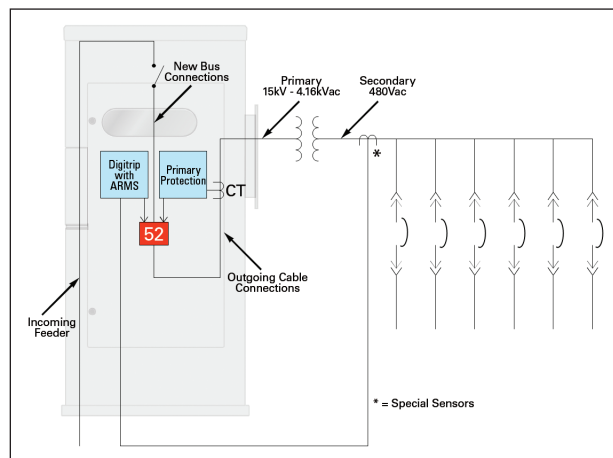 New Bus
Connections
Primary
15kV - 4.16kVac
Secondary
480Vac
*
Digitrip
with
ARMS
Primary
Protection
CT
52
Outgoing Cable
Connections
Incoming
Feeder
* = Special Sensors